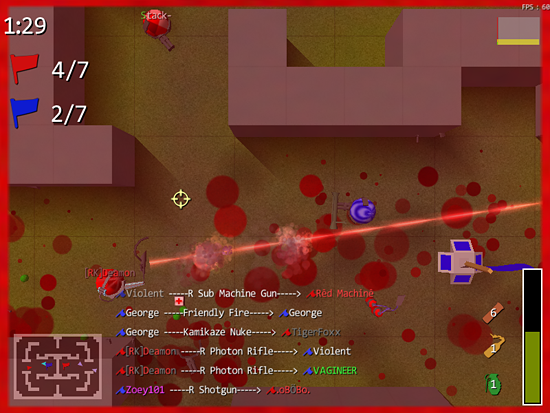 FPS : 60
1:29
Slack-
4/7
2/7
[RK]Deamon
Violent -----R Sub Machine Gun-----> Red Machine
George -----Friendly Fire-----> George
George -----Kamikaze Nuke-----> TigerFoxx
[RK]Deamon -----R Photon Rifle-----> Violent
[RK]Deamon -----R Photon Rifle-----> VAGINEER
Zoey101 -----R Shotgun-----> .oBOBo.
6
1
1